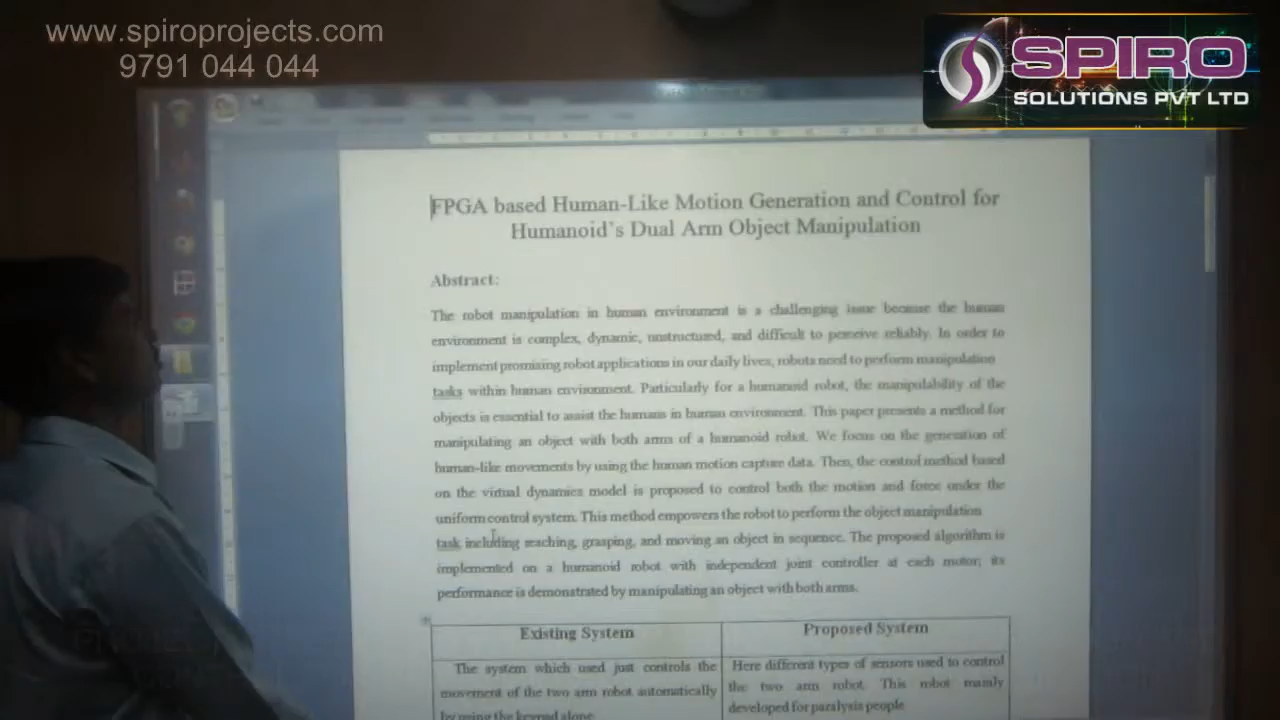 www.spiroprojects.com
9791 044 044
SPIRO
SOLUTIONS PVT LTD
FPGA based Human-Like Motion Generation and Control for
Humanoid's Dual Arm Object Manipulation
Abstract:
The robot manipulation in human environment is a challenging issue because the human
environment is complex, dynamic, unstructured, and difficult to perceive reliably. In order to
implement promising robot applications in our daily lives, robots need to perform manipulation
tasks within human environment. Particularly for a humanoid robot, the manipulability of the
objects is essential to assist the humans in human environment. This paper presents a method for
manipulating an object with both arms of a humanoid robot. We focus on the generation of
human-like movements by using the human motion capture data. Then, the control method based
on the virtual dynamics model is proposed to control both the motion and force under the
uniform control system. This method empowers the robot to perform the object manipulation
task including reaching, grasping, and moving an object in sequence. The proposed algorithm is
implemented on a humanoid robot with independent joint controller at each motor; its
performance is demonstrated by manipulating an object with both arms.
Existing System
Proposed System
The system which used just controls the
movement of the two arm robot automatically
by using the keypad alone
Here different types of sensors used to control
the two arm robot. This robot mainly
developed for paralysis people